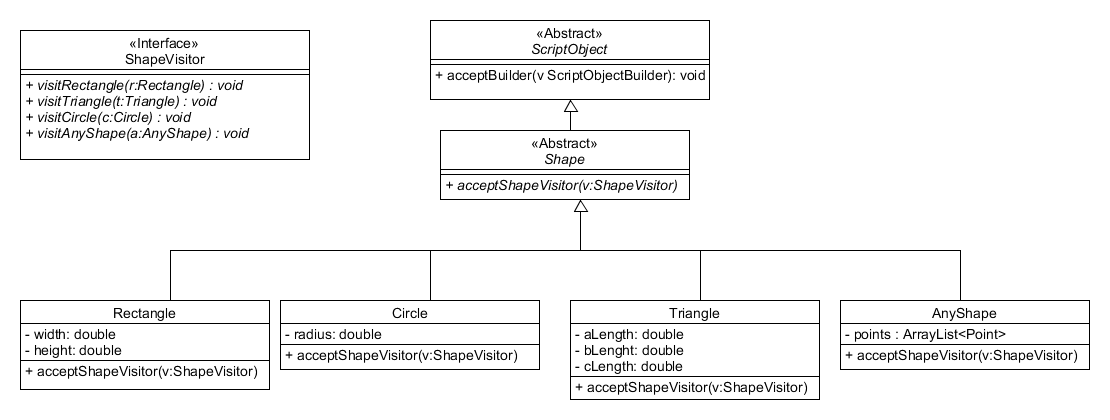 «Interface»
ShapeVisitor
+ visitRectangle(r:Rectangle) : void
+ visitTriangle(t:Triangle) : void
+ visitCircle(c:Circle) : void
+ visitAnyShape(a:AnyShape) : void
«Abstract»
ScriptObject
+ acceptBuilder(v ScriptObjectBuilder): void
«Abstract»
Shape
+ acceptShapeVisitor(v:ShapeVisitor)
Rectangle
- width: double
- height: double
+ acceptShapeVisitor(v:ShapeVisitor)
Circle
- radius: double
+ acceptShapeVisitor(v:ShapeVisitor)
Triangle
- aLength: double
- bLenght: double
- cLength: double
+ acceptShapeVisitor(v:ShapeVisitor)
AnyShape
- points : ArrayList<Point>
+ acceptShapeVisitor(v:ShapeVisitor)